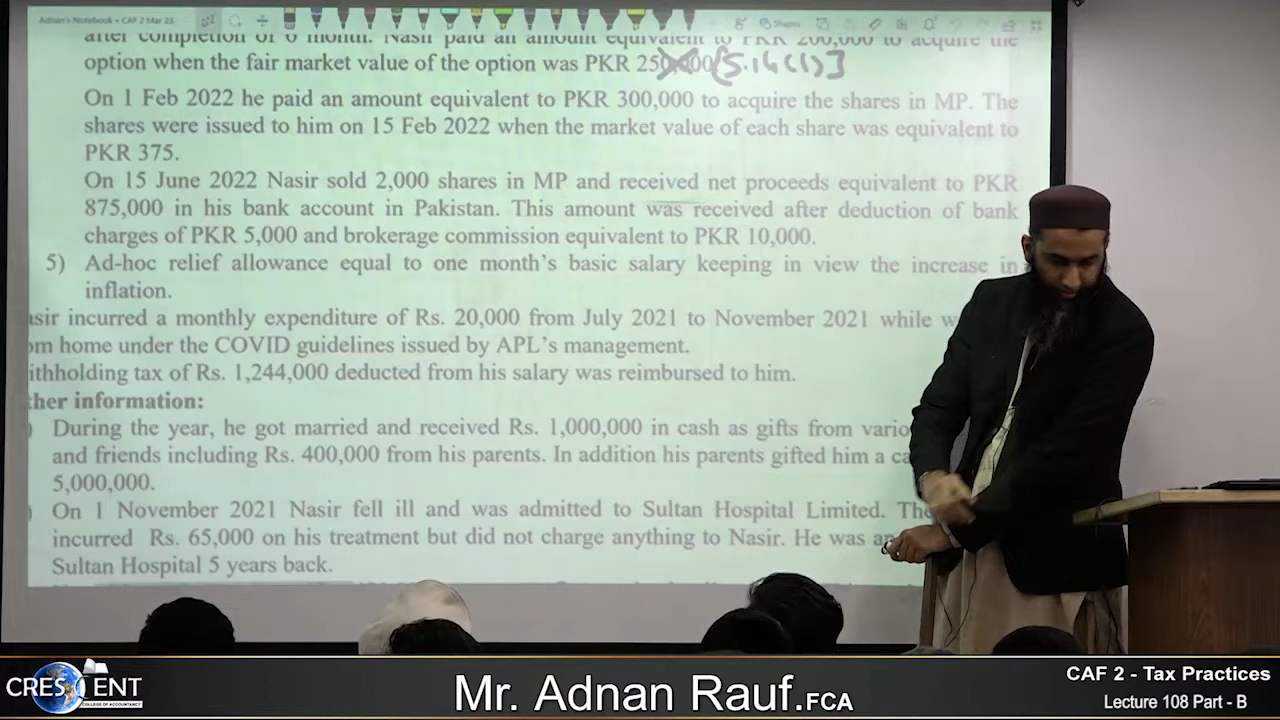 Adnan's Notebook • CAF 2 Mar 23
Shapes
after completion of 6 month. Nasir paid an amount equivalent to PKR 200,000 to acquire the
option when the fair market value of the option was PKR 250,000 [S.14(1)]
On 1 Feb 2022 he paid an amount equivalent to PKR 300,000 to acquire the shares in MP. The
shares were issued to him on 15 Feb 2022 when the market value of each share was equivalent to
PKR 375.
On 15 June 2022 Nasir sold 2,000 shares in MP and received net proceeds equivalent to PKR
875,000 in his bank account in Pakistan. This amount was received after deduction of bank
charges of PKR 5,000 and brokerage commission equivalent to PKR 10,000.
5) Ad-hoc relief allowance equal to one month's basic salary keeping in view the increase in
inflation.
asir incurred a monthly expenditure of Rs. 20,000 from July 2021 to November 2021 while w
om home under the COVID guidelines issued by APL's management.
ithholding tax of Rs. 1,244,000 deducted from his salary was reimbursed to him.
ther information:
) During the year, he got married and received Rs. 1,000,000 in cash as gifts from vario
and friends including Rs. 400,000 from his parents. In addition his parents gifted him a ca
5,000,000.
) On 1 November 2021 Nasir fell ill and was admitted to Sultan Hospital Limited. The
incurred Rs. 65,000 on his treatment but did not charge anything to Nasir. He was an
Sultan Hospital 5 years back.
CRESCENT
COLLEGE OF ACCOUNTANCY
Mr. Adnan Rauf.FCA
CAF 2 - Tax Practices
Lecture 108 Part - B